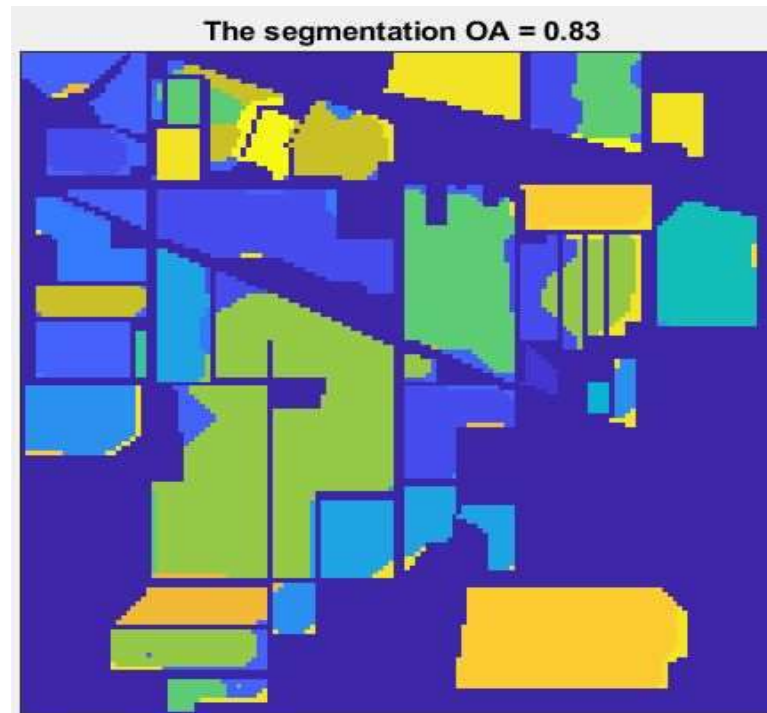 The segmentation OA = 0.83